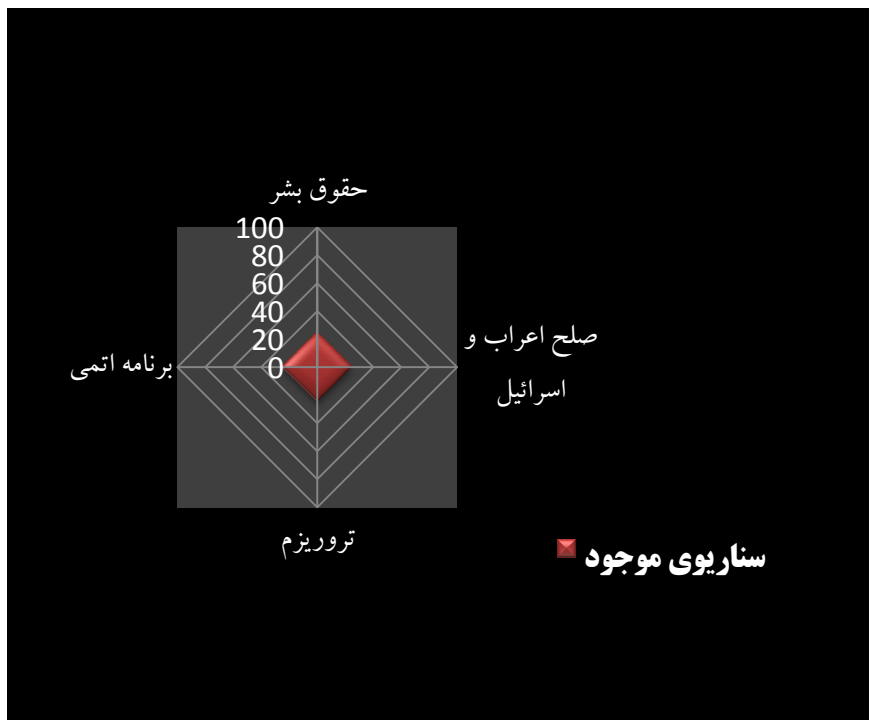 حقوق بشر
100
80
60
40
20
0
صلح اعراب و
اسرائیل
برنامه اتمی
تروریزم
سناریوی موجود